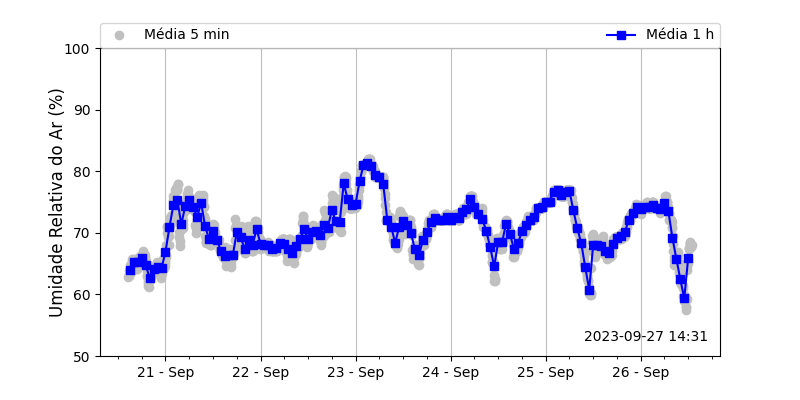 Média 5 min
Média 1 h
Umidade Relativa do Ar (%)
100
90
80
70
60
50
2023-09-27 14:31
21 - Sep
22 - Sep
23 - Sep
24 - Sep
25 - Sep
26 - Sep